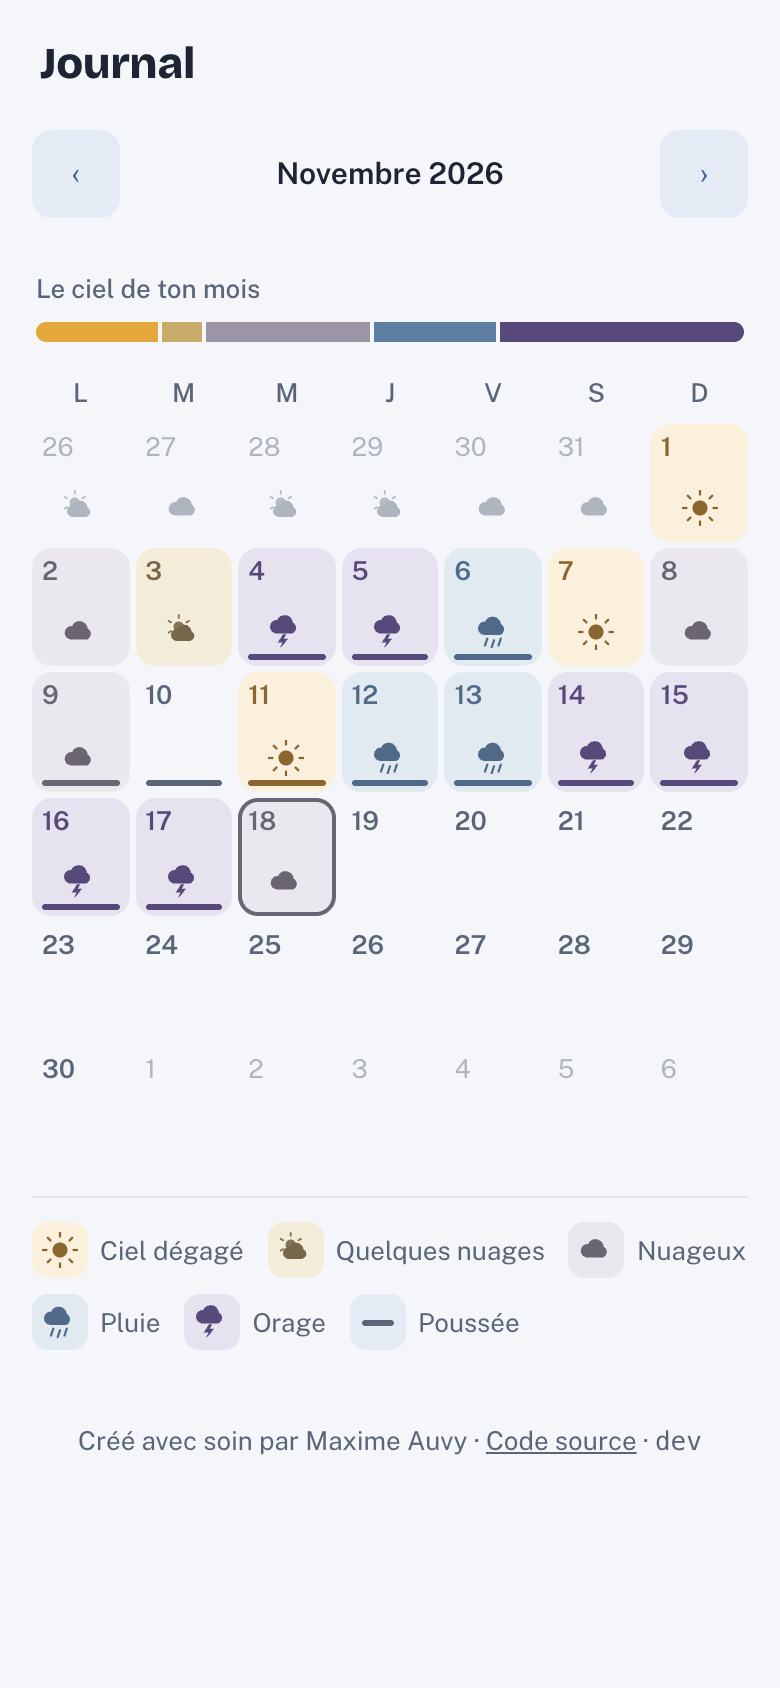 Journal
‹ Novembre 2026 ›
Le ciel de ton mois
L M M J V S D
26 27 28 29 30 31 1
2 3 4 5 6 7 8
9 10 11 12 13 14 15
16 17 18 19 20 21 22
23 24 25 26 27 28 29
30 1 2 3 4 5 6
Ciel dégagé Quelques nuages Nuageux
Pluie Orage Poussée
Créé avec soin par Maxime Auvy · Code source · dev